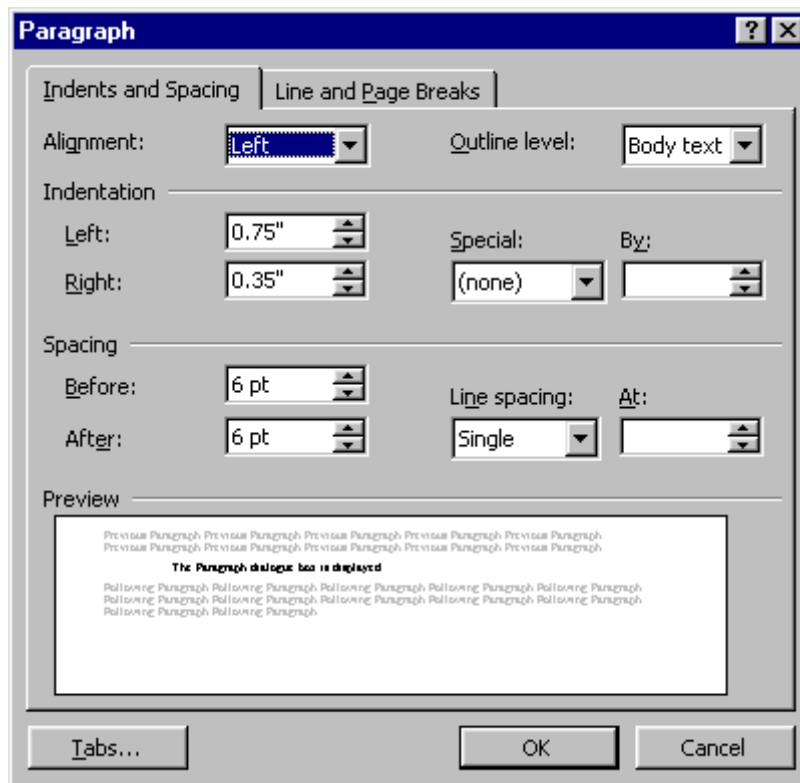 Paragraph
Indents and Spacing
Line and Page Breaks
Alignment:
Left
Outline level:
Body text
Indentation
Left:
0.75"
Special:
By:
Right:
0.35"
(none)
Spacing
Before:
6 pt
Line spacing:
At:
After:
6 pt
Single
Preview
Previous Paragraph Previous Paragraph Previous Paragraph Previous Paragraph Previous Paragraph
Previous Paragraph Previous Paragraph Previous Paragraph Previous Paragraph Previous Paragraph
The Paragraph dialogue box is displayed
Following Paragraph Following Paragraph Following Paragraph Following Paragraph Following Paragraph
Following Paragraph Following Paragraph Following Paragraph Following Paragraph Following Paragraph
Following Paragraph Following Paragraph
Tabs...
OK
Cancel